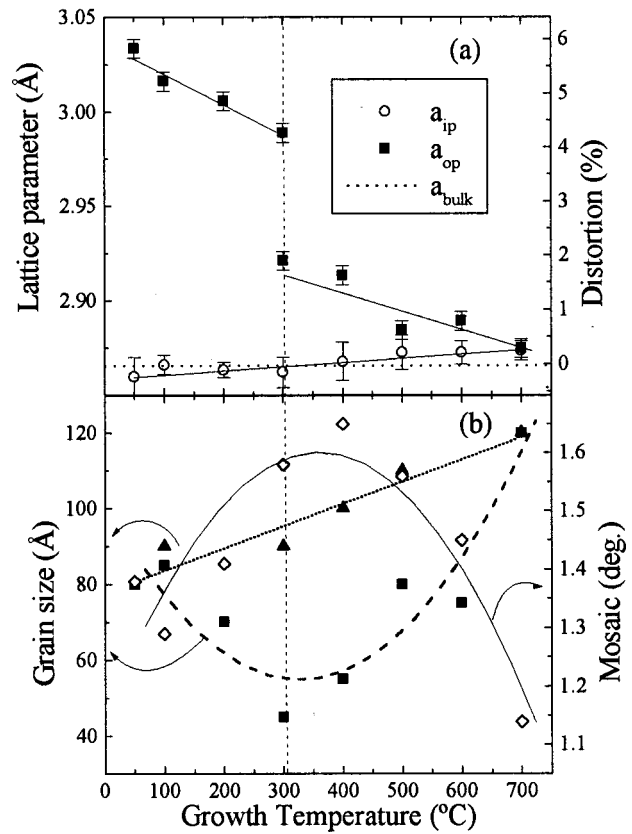 (a)
a_ip
a_op
a_bulk
Lattice parameter (Å)
3.05
3.00
2.95
2.90
Distortion (%)
6
5
4
3
2
1
0
(b)
Grain size (Å)
120
100
80
60
40
Mosaic (deg.)
1.6
1.5
1.4
1.3
1.2
1.1
0 100 200 300 400 500 600 700
Growth Temperature (ºC)